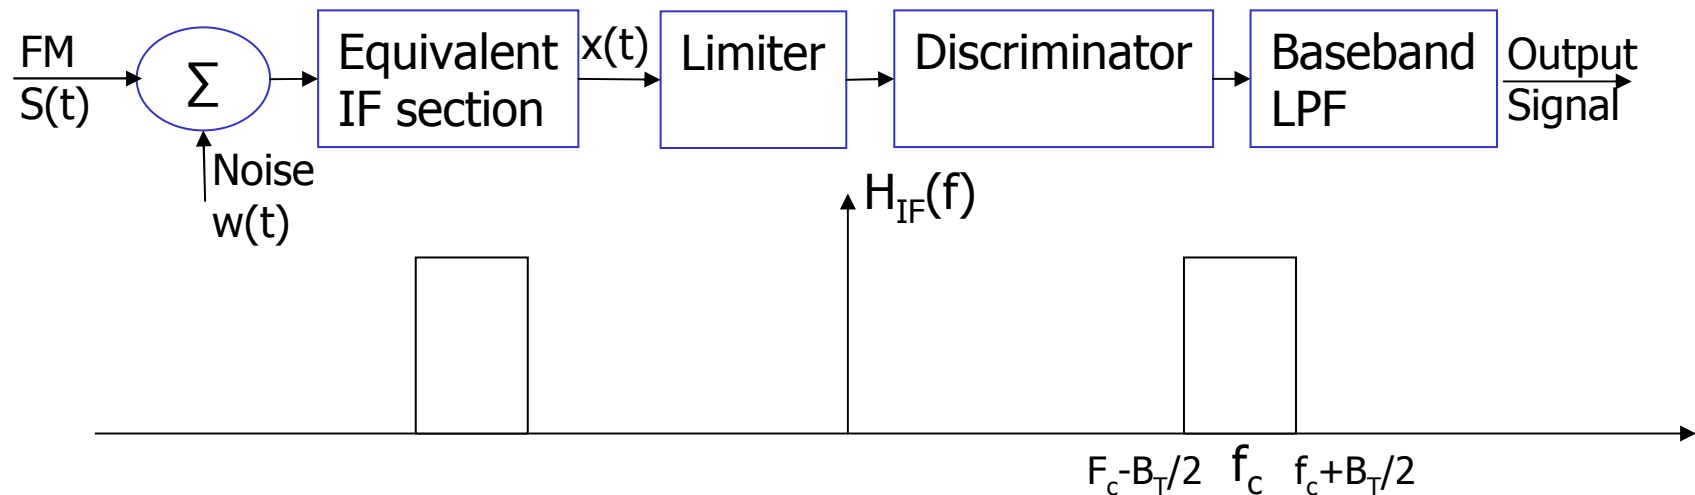 FM
S(t)
Σ
Noise
w(t)
Equivalent
IF section
x(t)
Limiter
Discriminator
Baseband
LPF
Output
Signal
H_IF(f)
F_c-B_T/2
f_c
f_c+B_T/2